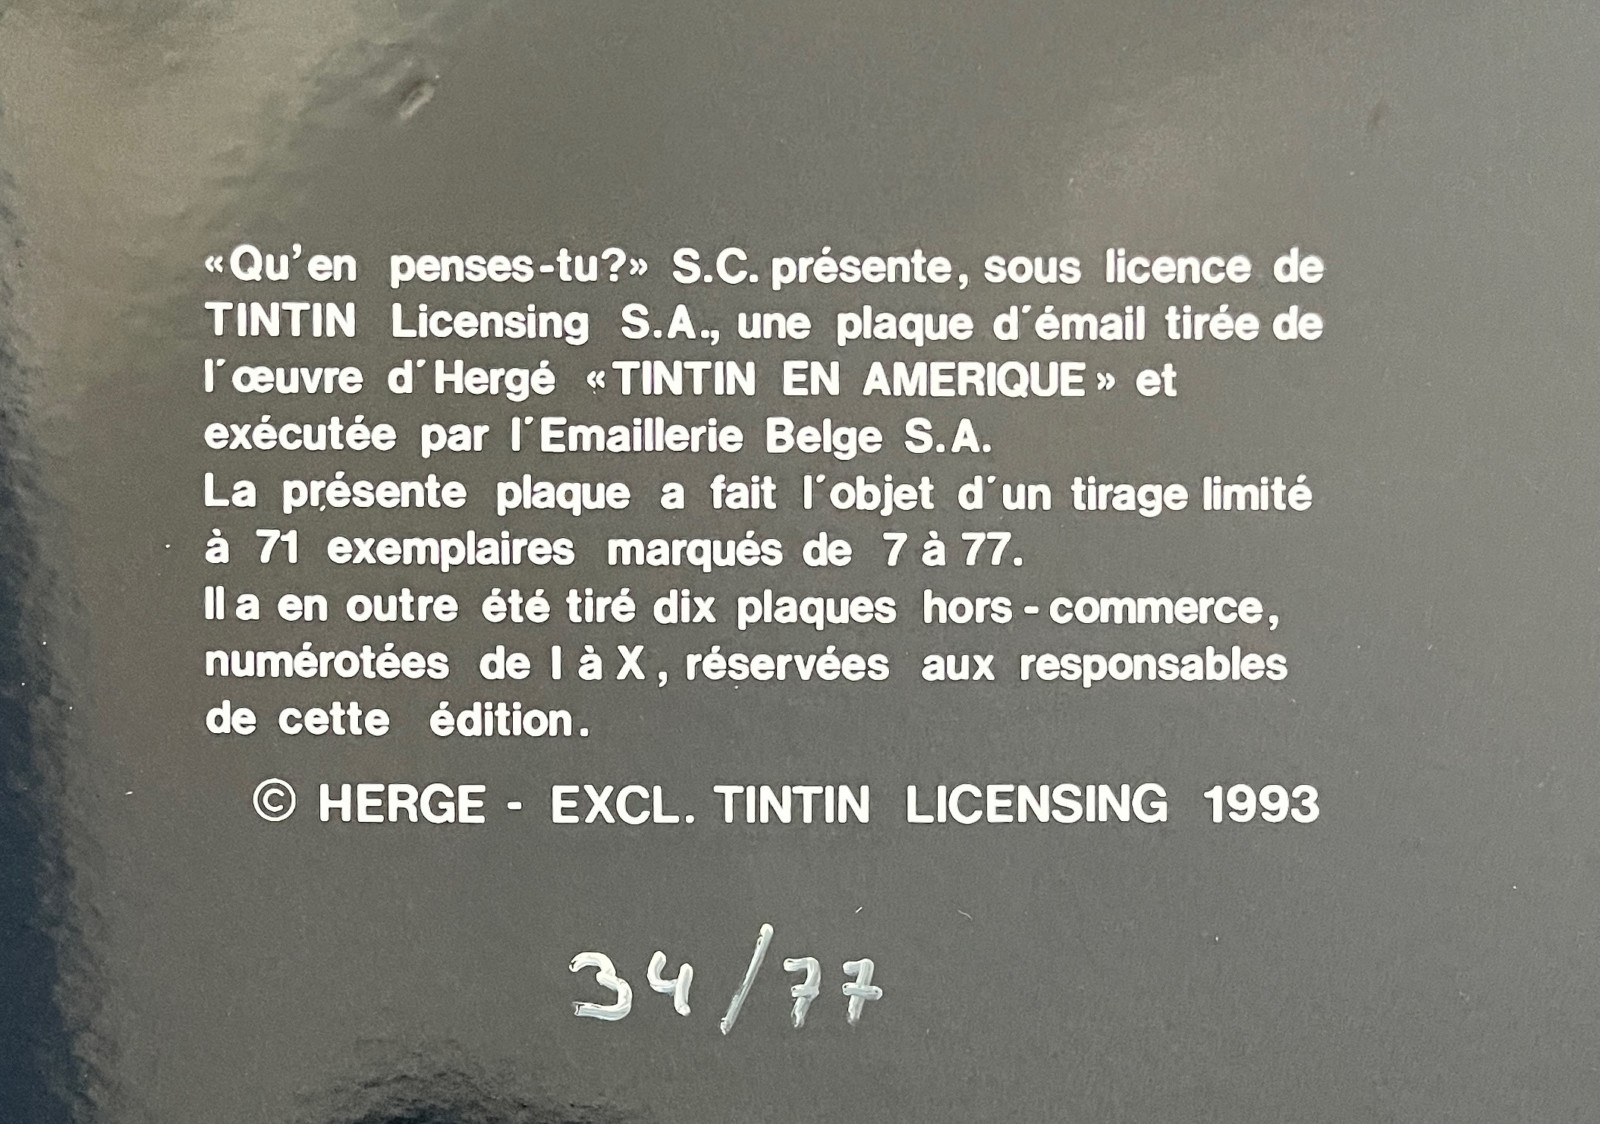 «Qu'en penses-tu?» S.C. présente, sous licence de
TINTIN Licensing S.A., une plaque d'émail tirée de
l'œuvre d'Hergé «TINTIN EN AMERIQUE» et
exécutée par l'Emaillerie Belge S.A.
La présente plaque a fait l'objet d'un tirage limité
à 71 exemplaires marqués de 7 à 77.
Il a en outre été tiré dix plaques hors-commerce,
numérotées de I à X, réservées aux responsables
de cette édition.
© HERGE - EXCL. TINTIN LICENSING 1993
34/77